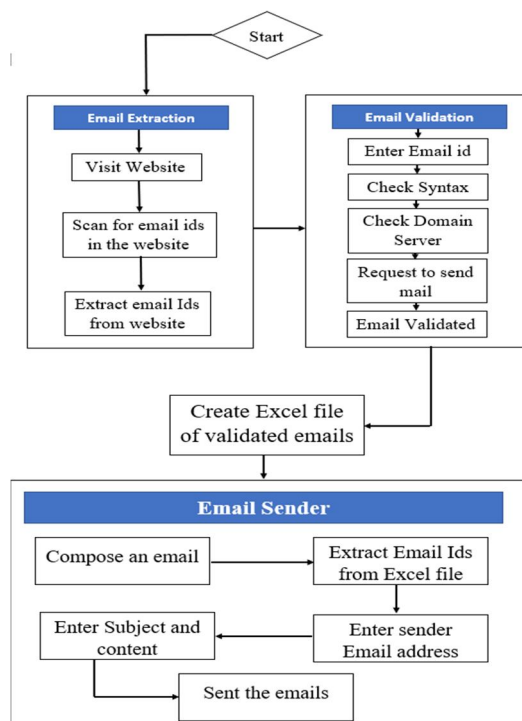 Start
Email Extraction
Visit Website
Scan for email ids
in the website
Extract email Ids
from website
Email Validation
Enter Email id
Check Syntax
Check Domain
Server
Request to send
mail
Email Validated
Create Excel file
of validated emails
Email Sender
Compose an email
Extract Email Ids
from Excel file
Enter sender
Email address
Enter Subject and
content
Sent the emails